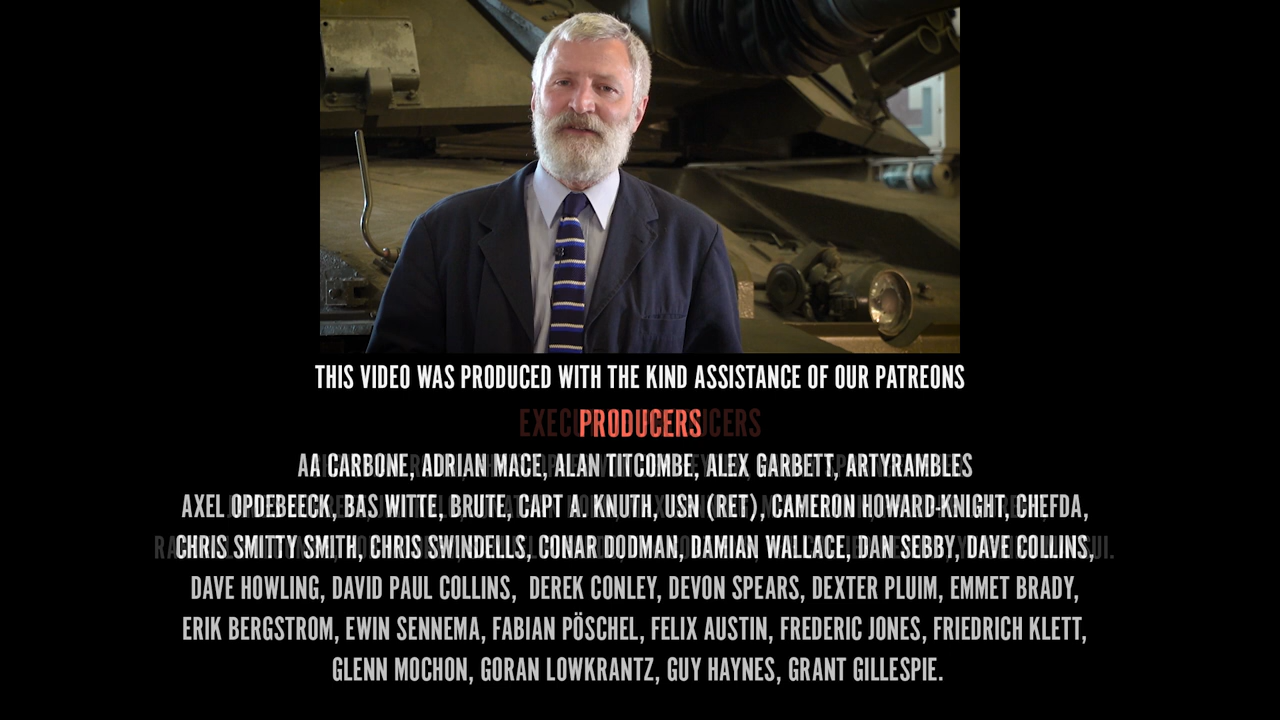 THIS VIDEO WAS PRODUCED WITH THE KIND ASSISTANCE OF OUR PATREONS
PRODUCERS
AA CARBONE, ADRIAN MACE, ALAN TITCOMBE, ALEX GARBETT, ARTYRAMBLES
AXEL OPDEBEECK, BAS WITTE, BRUTE, CAPT A. KNUTH, USN (RET), CAMERON HOWARD-KNIGHT, CHEFDA,
CHRIS SMITTY SMITH, CHRIS SWINDELLS, CONAR DODMAN, DAMIAN WALLACE, DAN SEBBY, DAVE COLLINS,
DAVE HOWLING, DAVID PAUL COLLINS, DEREK CONLEY, DEVON SPEARS, DEXTER PLUIM, EMMET BRADY,
ERIK BERGSTROM, EWIN SENNEMA, FABIAN PÖSCHEL, FELIX AUSTIN, FREDERIC JONES, FRIEDRICH KLETT,
GLENN MOCHON, GORAN LOWKRANTZ, GUY HAYNES, GRANT GILLESPIE.